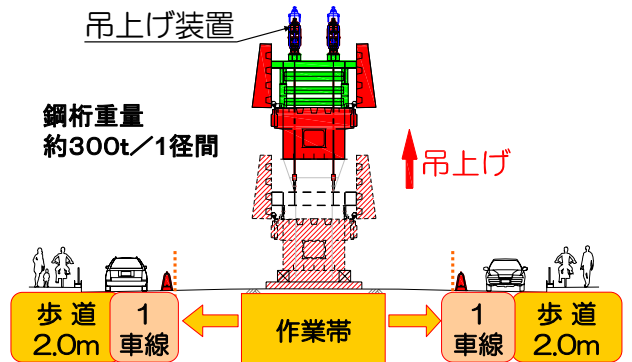 吊上げ装置
鋼桁重量
約300t／1径間
吊上げ
歩 道
2.0m
1
車線
作業帯
1
車線
歩 道
2.0m